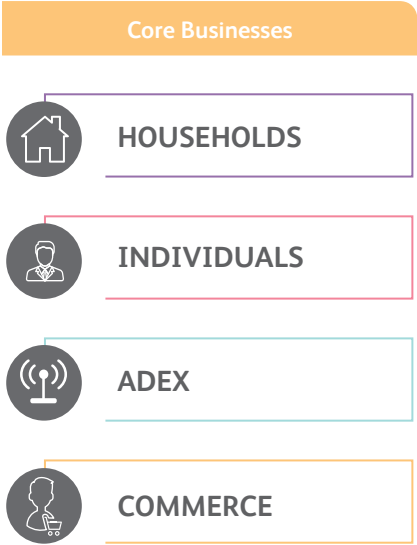 Core Businesses
HOUSEHOLDS
INDIVIDUALS
ADEX
COMMERCE